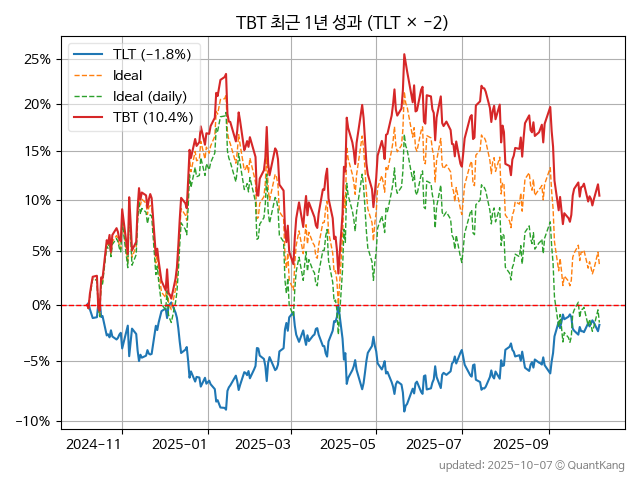 TBT 최근 1년 성과 (TLT × −2)
TLT (−1.8%)
Ideal
Ideal (daily)
TBT (10.4%)
25%
20%
15%
10%
5%
0%
−5%
−10%
2024-11 2025-01 2025-03 2025-05 2025-07 2025-09
updated: 2025-10-07 © QuantKang